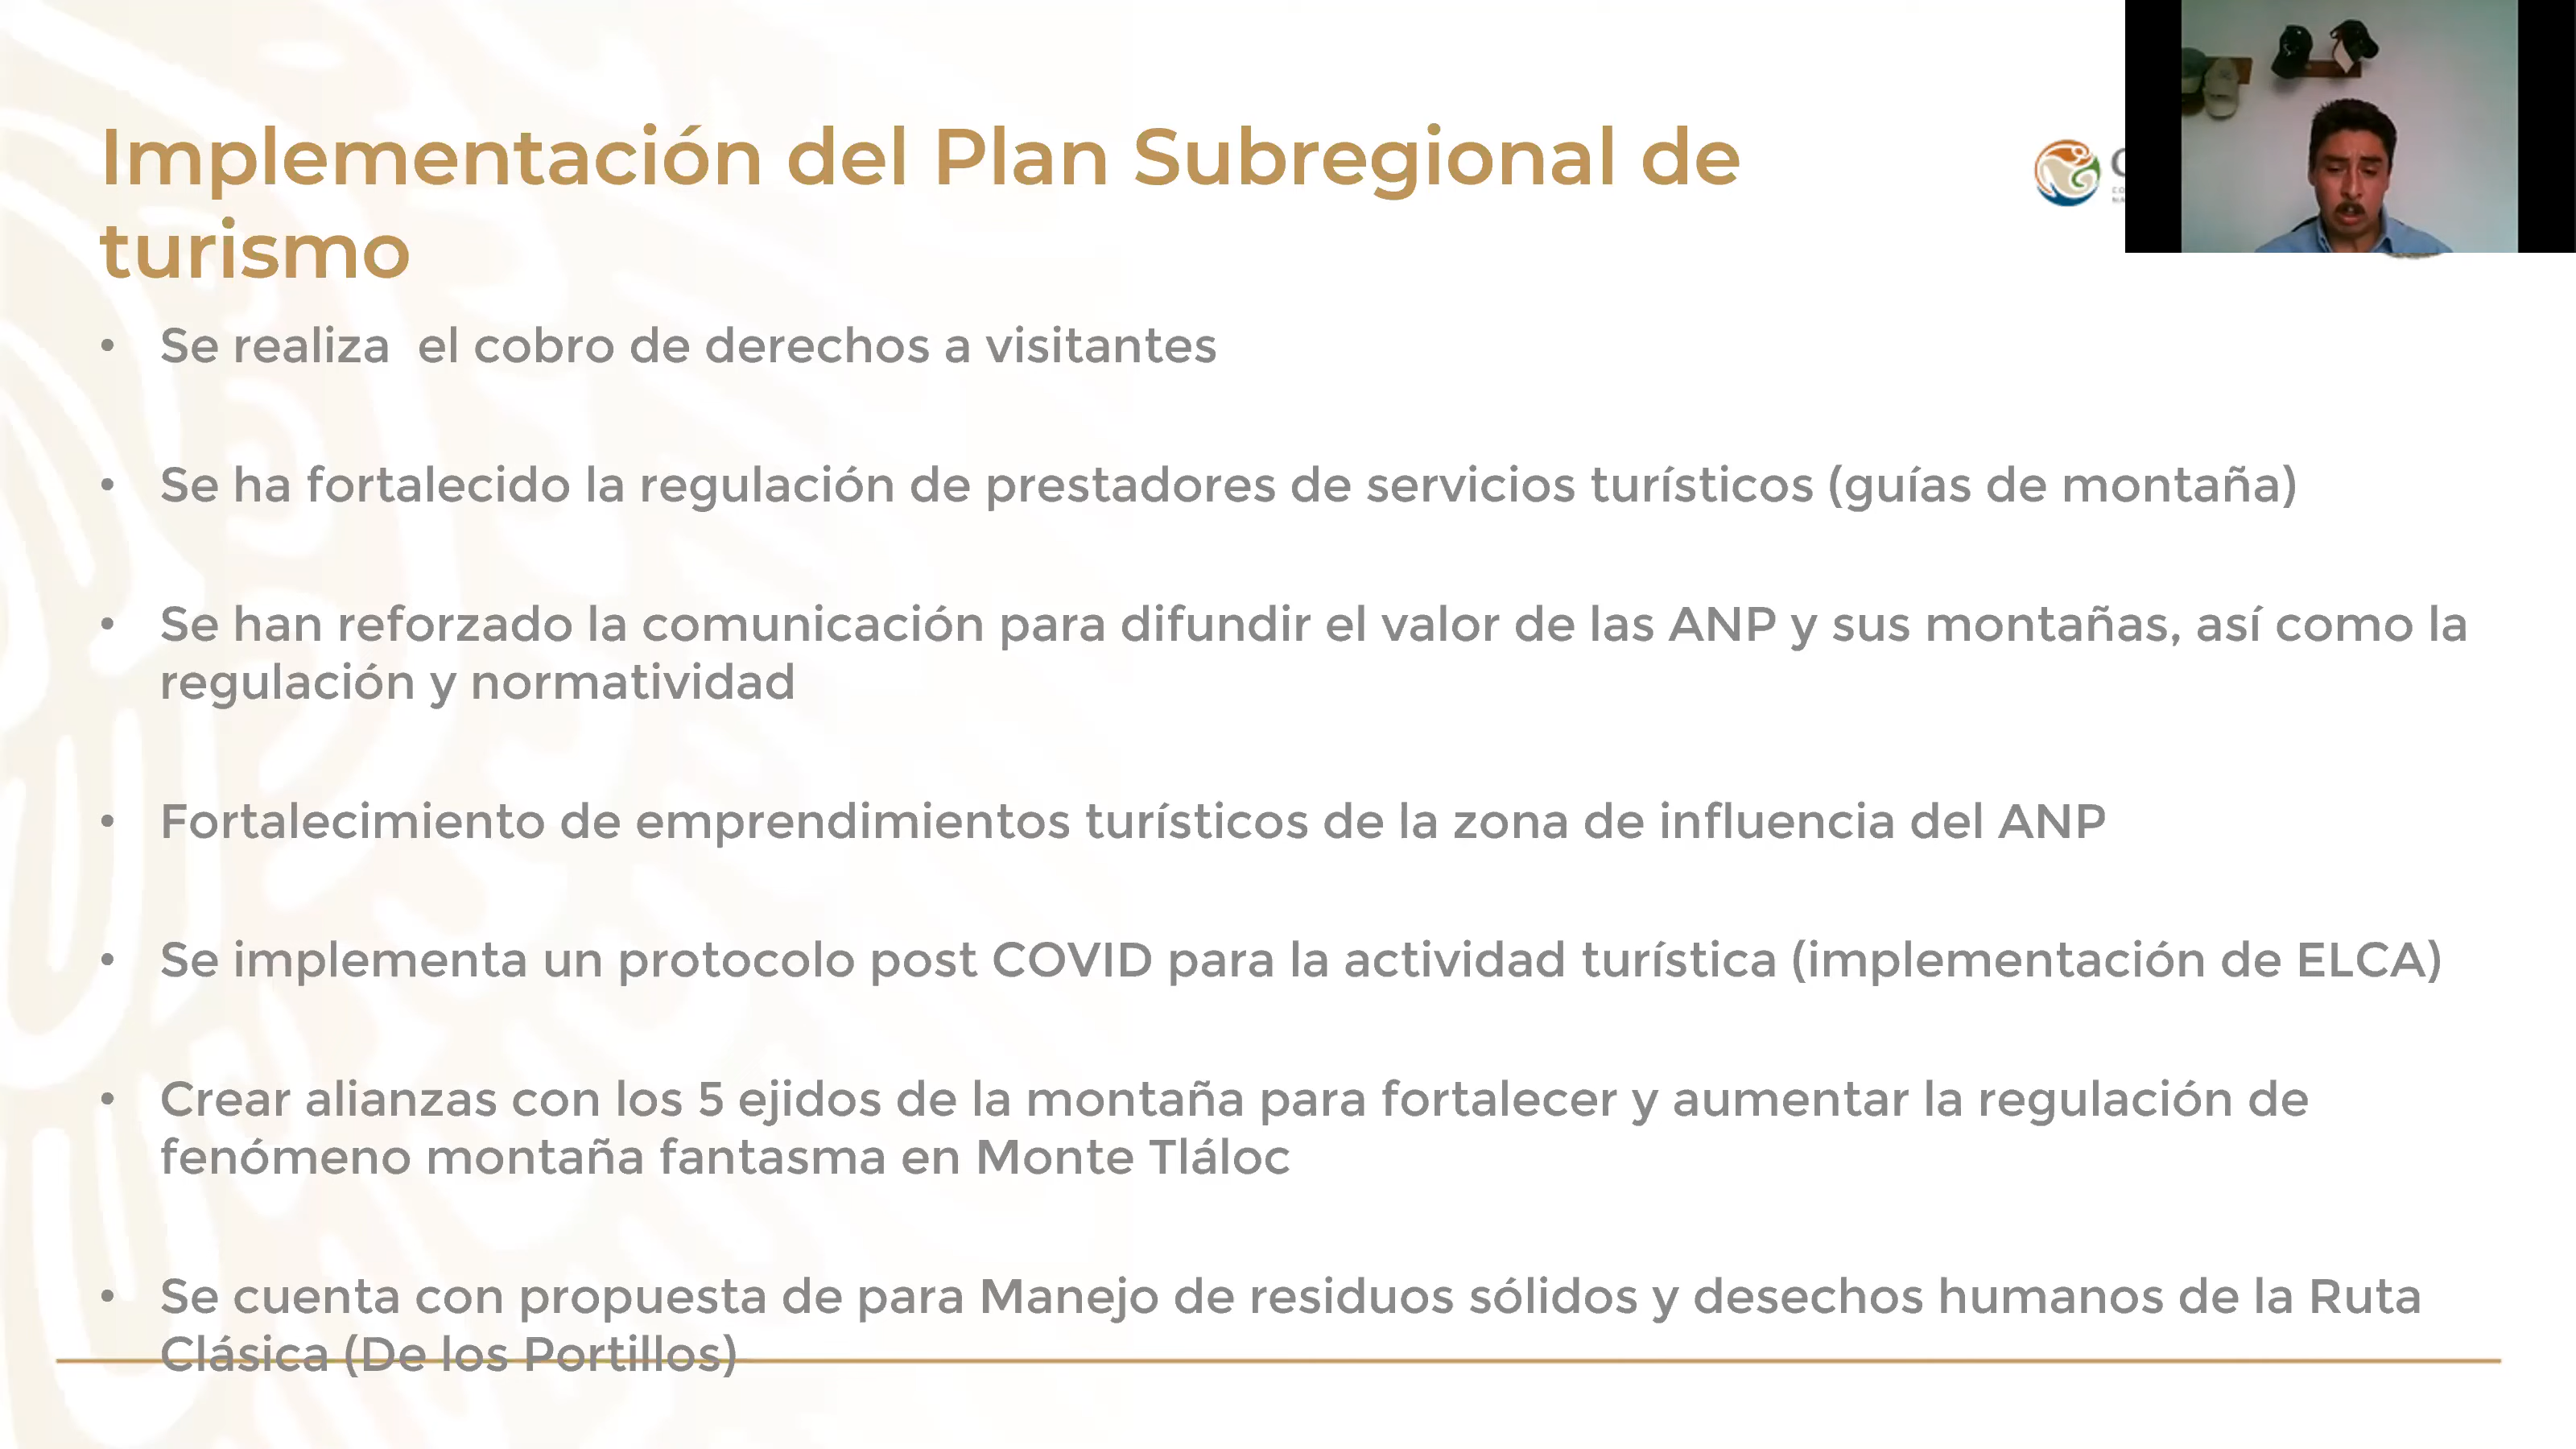 Implementación del Plan Subregional de
turismo
• Se realiza  el cobro de derechos a visitantes
• Se ha fortalecido la regulación de prestadores de servicios turísticos (guías de montaña)
• Se han reforzado la comunicación para difundir el valor de las ANP y sus montañas, así como la
regulación y normatividad
• Fortalecimiento de emprendimientos turísticos de la zona de influencia del ANP
• Se implementa un protocolo post COVID para la actividad turística (implementación de ELCA)
• Crear alianzas con los 5 ejidos de la montaña para fortalecer y aumentar la regulación de
fenómeno montaña fantasma en Monte Tláloc
• Se cuenta con propuesta de para Manejo de residuos sólidos y desechos humanos de la Ruta
Clásica (De los Portillos)